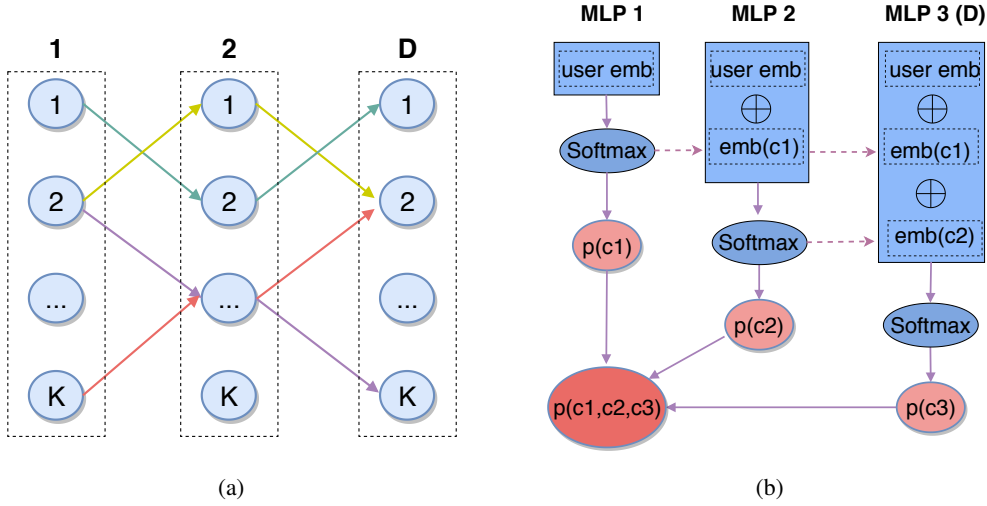 1 2 D
1 1 1
2 2 2
... ... ...
K K K
(a)
MLP 1 MLP 2 MLP 3 (D)
user emb user emb user emb
Softmax emb(c1) emb(c1)
p(c1) Softmax emb(c2)
p(c2) Softmax
p(c1,c2,c3) p(c3)
(b)